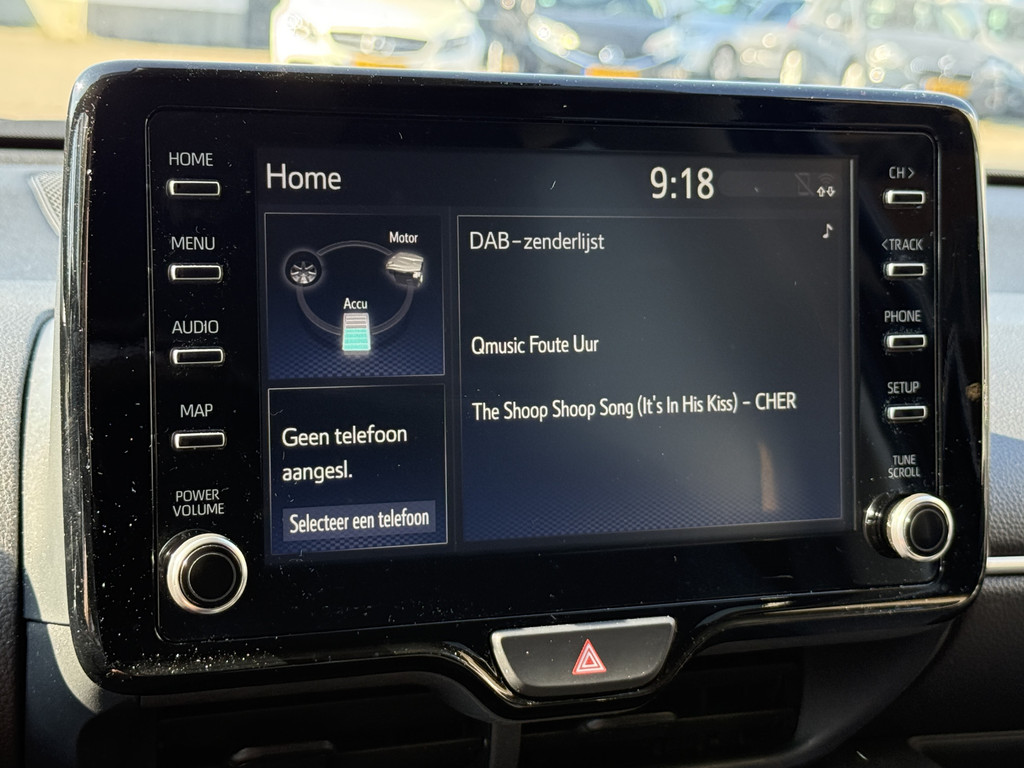 HOME
MENU
AUDIO
MAP
POWER
VOLUME
Home
9:18
Motor
Accu
Geen telefoon
aangesl.
Selecteer een telefoon
DAB-zenderlijst
Qmusic Foute Uur
The Shoop Shoop Song (It's In His Kiss) - CHER
CH >
< TRACK
PHONE
SETUP
TUNE
SCROLL